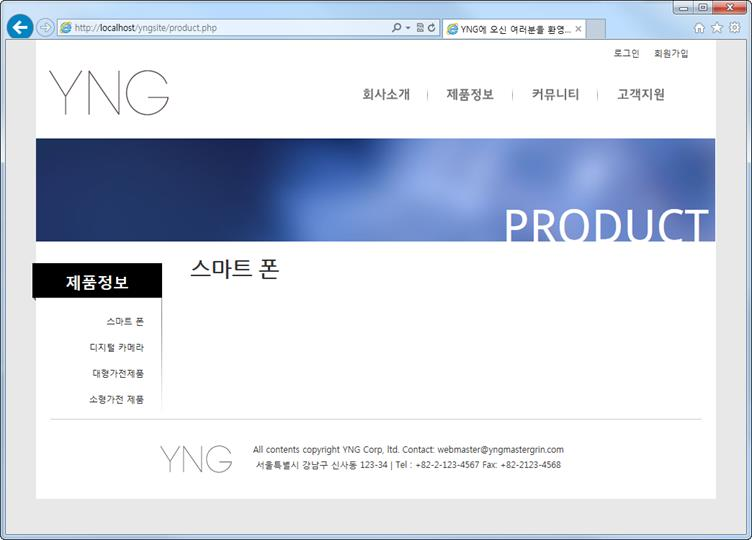 http://localhost/yngsite/product.php
YNG에 오신 여러분을 환영...
로그인 회원가입
YNG
회사소개 제품정보 커뮤니티 고객지원
PRODUCT
제품정보
스마트 폰
스마트 폰
디지털 카메라
대형가전제품
소형가전 제품
YNG
All contents copyright YNG Corp, ltd. Contact: webmaster@yngmastergrin.com
서울특별시 강남구 신사동 123-34 | Tel : +82-2-123-4567 Fax: +82-2123-4568